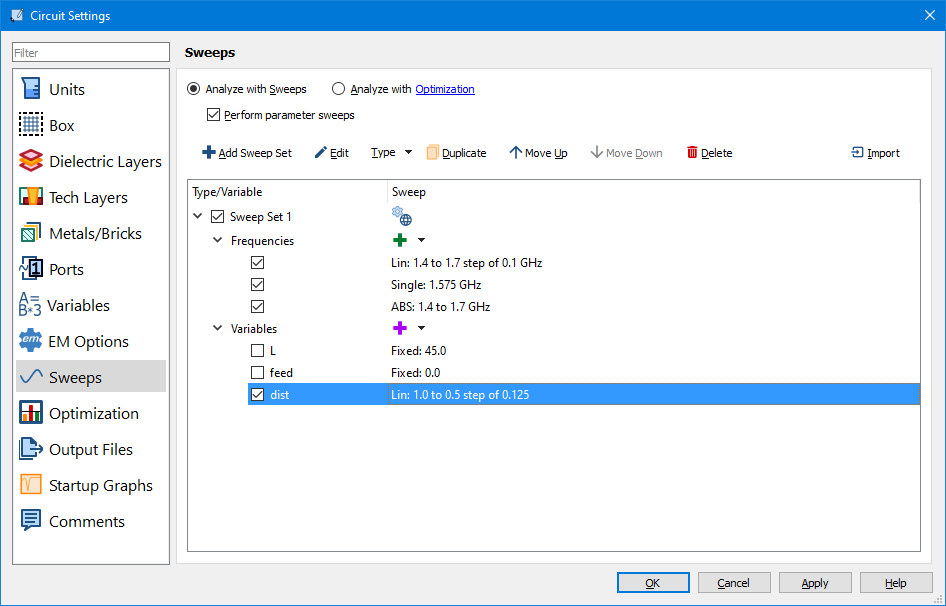 Circuit Settings
Filter
Units
Box
Dielectric Layers
Tech Layers
Metals/Bricks
Ports
Variables
EM Options
Sweeps
Optimization
Output Files
Startup Graphs
Comments
Sweeps
Analyze with Sweeps Analyze with Optimization
Perform parameter sweeps
Add Sweep Set Edit Type Duplicate Move Up Move Down Delete Import
Type/Variable Sweep
Sweep Set 1
Frequencies
Lin: 1.4 to 1.7 step of 0.1 GHz
Single: 1.575 GHz
ABS: 1.4 to 1.7 GHz
Variables
L Fixed: 45.0
feed Fixed: 0.0
dist Lin: 1.0 to 0.5 step of 0.125
OK Cancel Apply Help